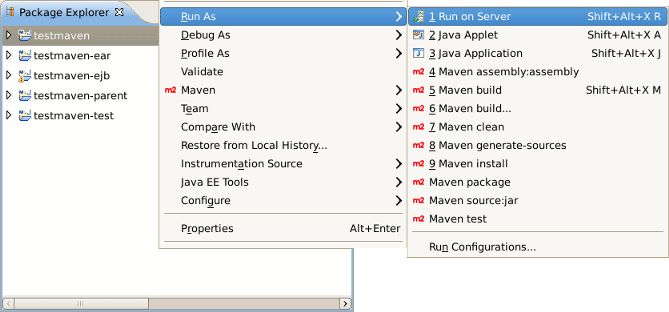 Package Explorer
testmaven
testmaven-ear
testmaven-ejb
testmaven-parent
testmaven-test
Run As
Debug As
Profile As
Validate
m2 Maven
Team
Compare With
Restore from Local History...
Instrumentation Source
Java EE Tools
Configure
Properties Alt+Enter
1 Run on Server Shift+Alt+X R
2 Java Applet Shift+Alt+X A
3 Java Application Shift+Alt+X J
m2 4 Maven assembly:assembly
m2 5 Maven build Shift+Alt+X M
m2 6 Maven build...
m2 7 Maven clean
m2 8 Maven generate-sources
m2 9 Maven install
m2 Maven package
m2 Maven source:jar
m2 Maven test
Run Configurations...